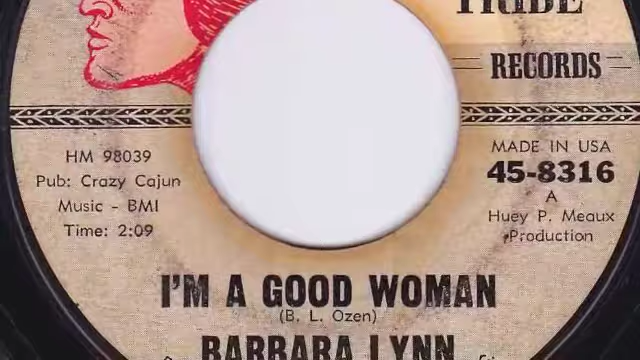 TRIBE
RECORDS
HM 98039
Pub: Crazy Cajun
Music - BMI
Time: 2:09
MADE IN USA
45-8316
A
Huey P. Meaux
Production
I'M A GOOD WOMAN
(B. L. Ozen)
BARBARA LYNN